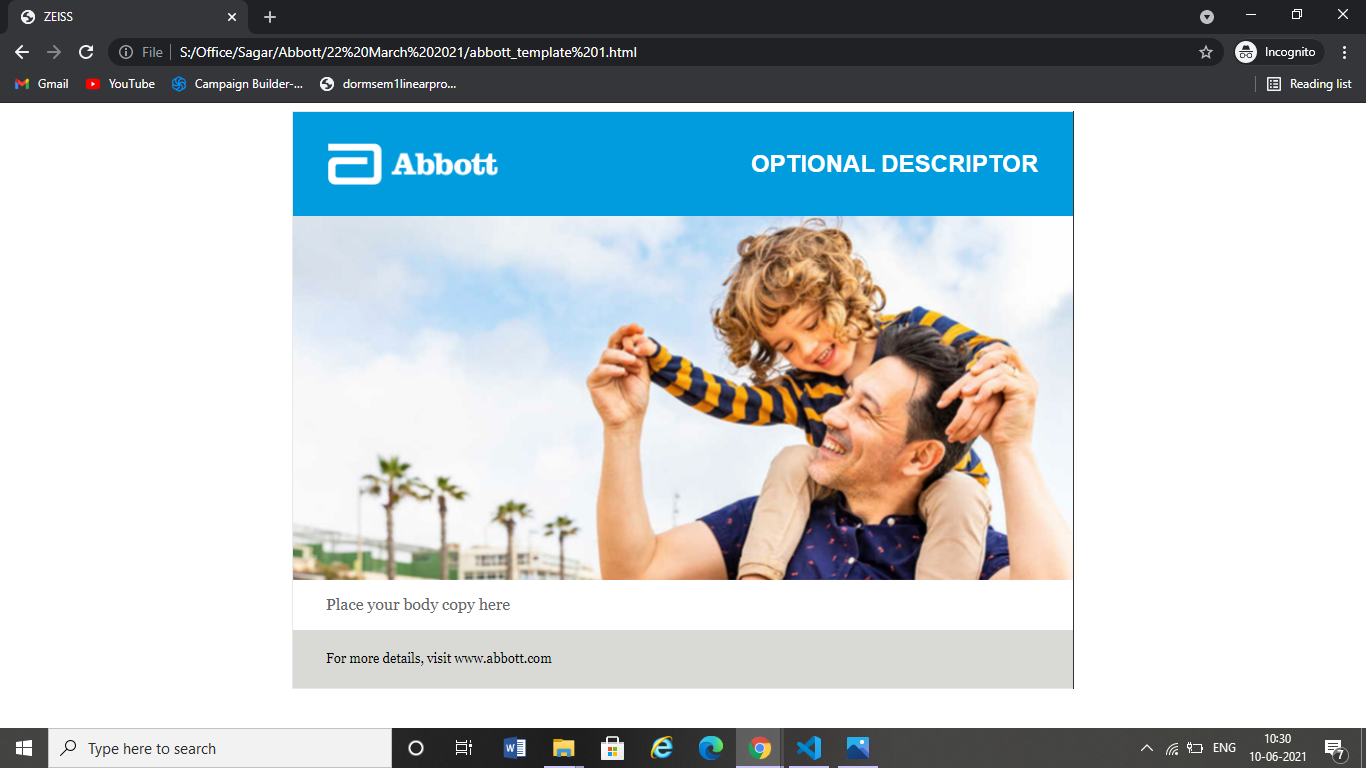 ZEISS
File
S:/Office/Sagar/Abbott/22%20March%202021/abbott_template%201.html
Incognito
Gmail
YouTube
Campaign Builder-...
dormsem1linearpro...
Reading list
Abbott
OPTIONAL DESCRIPTOR
Place your body copy here
For more details, visit www.abbott.com
Type here to search
ENG
10:30
10-06-2021
7